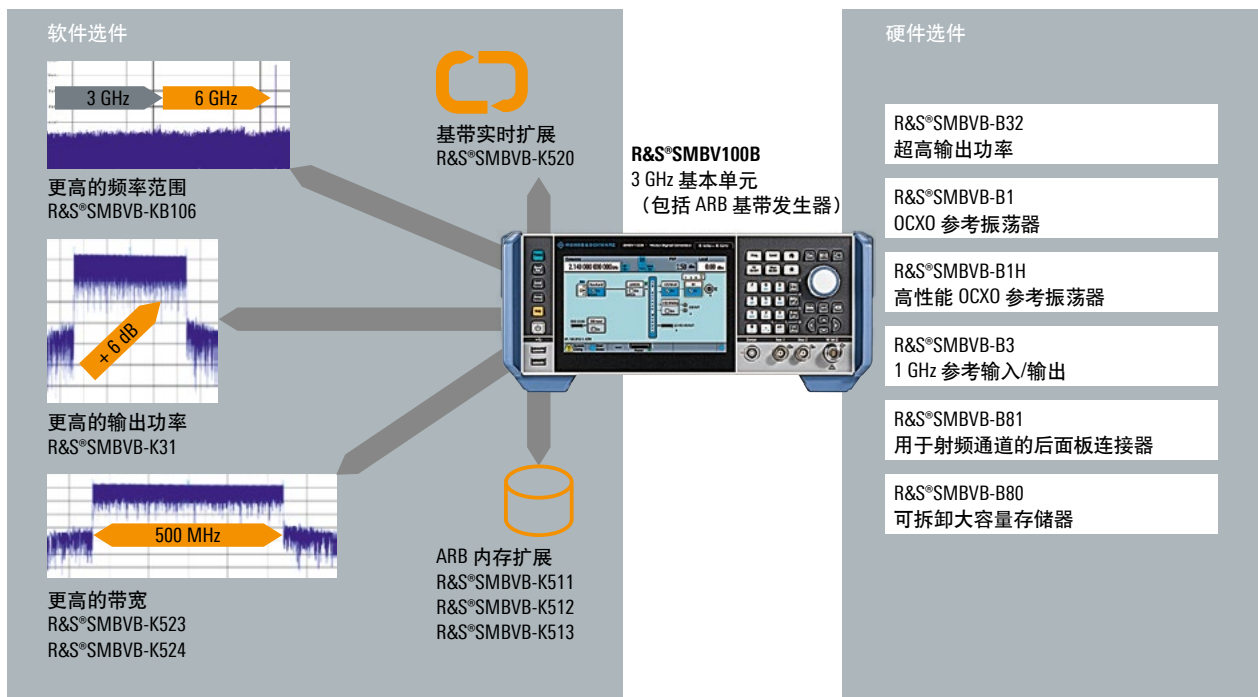 软件选件
3 GHz
6 GHz
更高的频率范围
R&S®SMBVB-KB106
+ 6 dB
更高的输出功率
R&S®SMBVB-K31
500 MHz
更高的带宽
R&S®SMBVB-K523
R&S®SMBVB-K524
基带实时扩展
R&S®SMBVB-K520
ARB 内存扩展
R&S®SMBVB-K511
R&S®SMBVB-K512
R&S®SMBVB-K513
R&S®SMBV100B
3 GHz 基本单元
（包括 ARB 基带发生器）
ROHDE & SCHWARZ
2.140 000 000 000
硬件选件
R&S®SMBVB-B32
超高输出功率
R&S®SMBVB-B1
OCXO 参考振荡器
R&S®SMBVB-B1H
高性能 OCXO 参考振荡器
R&S®SMBVB-B3
1 GHz 参考输入/输出
R&S®SMBVB-B81
用于射频通道的后面板连接器
R&S®SMBVB-B80
可拆卸大容量存储器